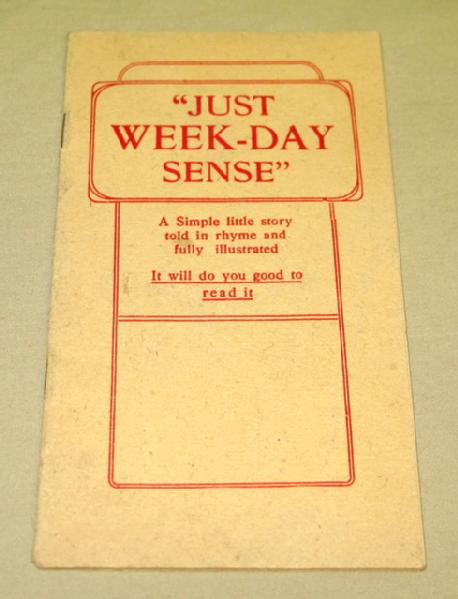 "JUST
WEEK-DAY
SENSE"
A Simple little story
told in rhyme and
fully illustrated
It will do you good to
read it